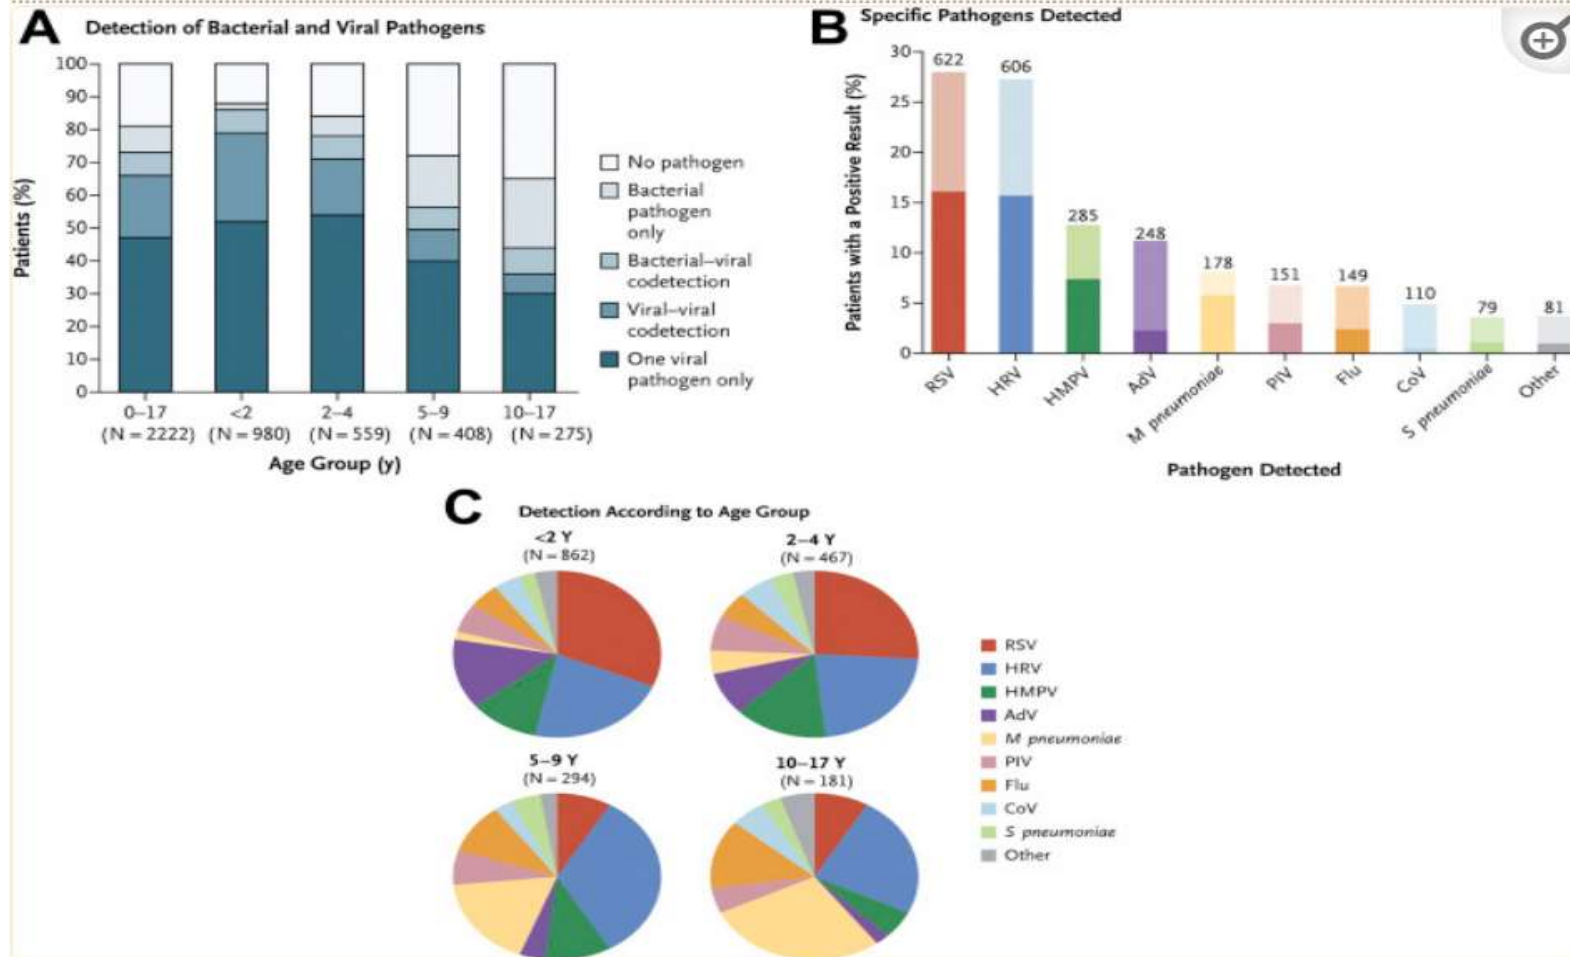 A Detection of Bacterial and Viral Pathogens
100
90
80
70
60
50
40
30
20
10
0
Patients (%)
0–17
(N = 2222)
<2
(N = 980)
2–4
(N = 559)
5–9
(N = 408)
10–17
(N = 275)
Age Group (y)
No pathogen
Bacterial
pathogen
only
Bacterial–viral
codetection
Viral–viral
codetection
One viral
pathogen only
B Specific Pathogens Detected
Patients with a Positive Result (%)
30
25
20
15
10
5
0
622
606
285
248
178
151
149
110
79
81
RSV
HRV
HMPV
AdV
M pneumoniae
PIV
Flu
CoV
S pneumoniae
Other
Pathogen Detected
C Detection According to Age Group
<2 Y
(N = 862)
2–4 Y
(N = 467)
5–9 Y
(N = 294)
10–17 Y
(N = 181)
RSV
HRV
HMPV
AdV
M pneumoniae
PIV
Flu
CoV
S pneumoniae
Other